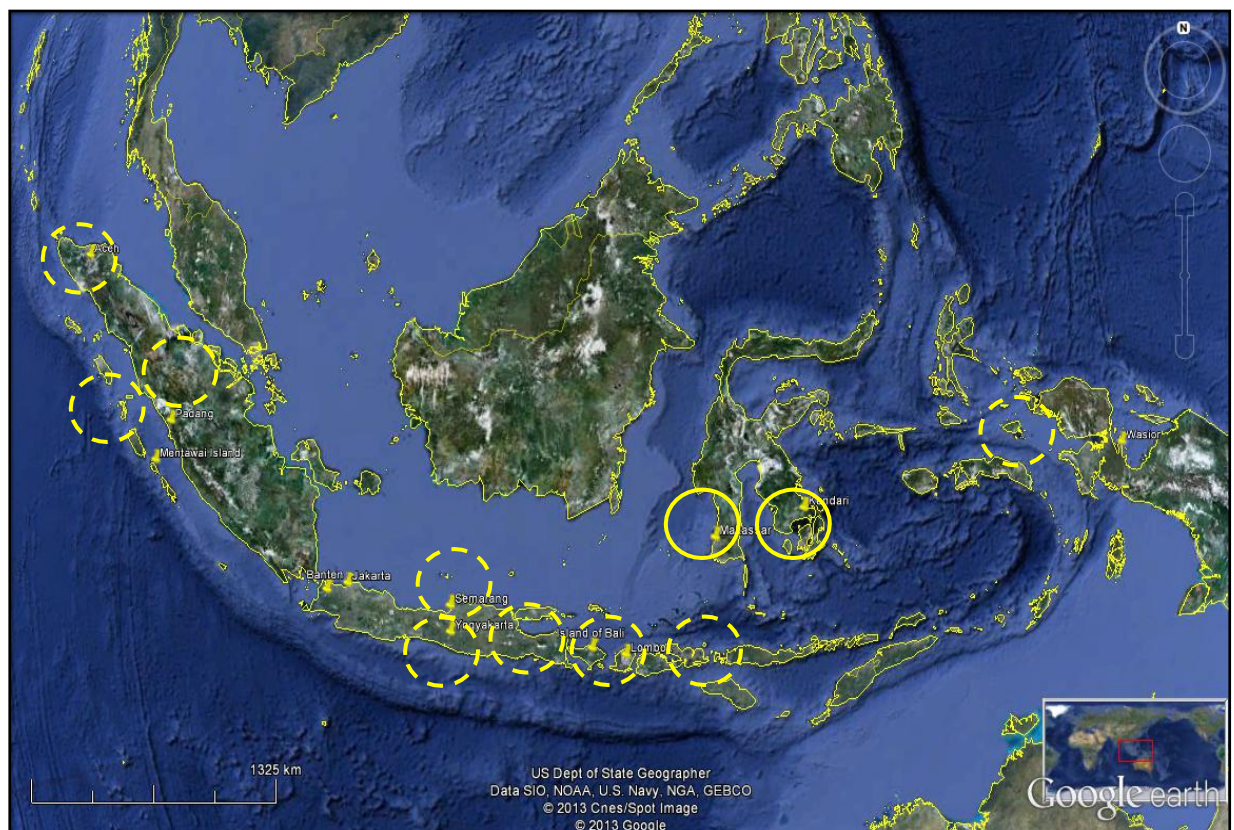 N
Aceh
Padang
Mentawai Island
Wasior
Kendari
Makassar
Banten
Jakarta
Semarang
Yogyakarta
Island of Bali
Lombok
1325 km
US Dept of State Geographer
Data SIO, NOAA, U.S. Navy, NGA, GEBCO
© 2013 Cnes/Spot Image
© 2013 Google
Google earth